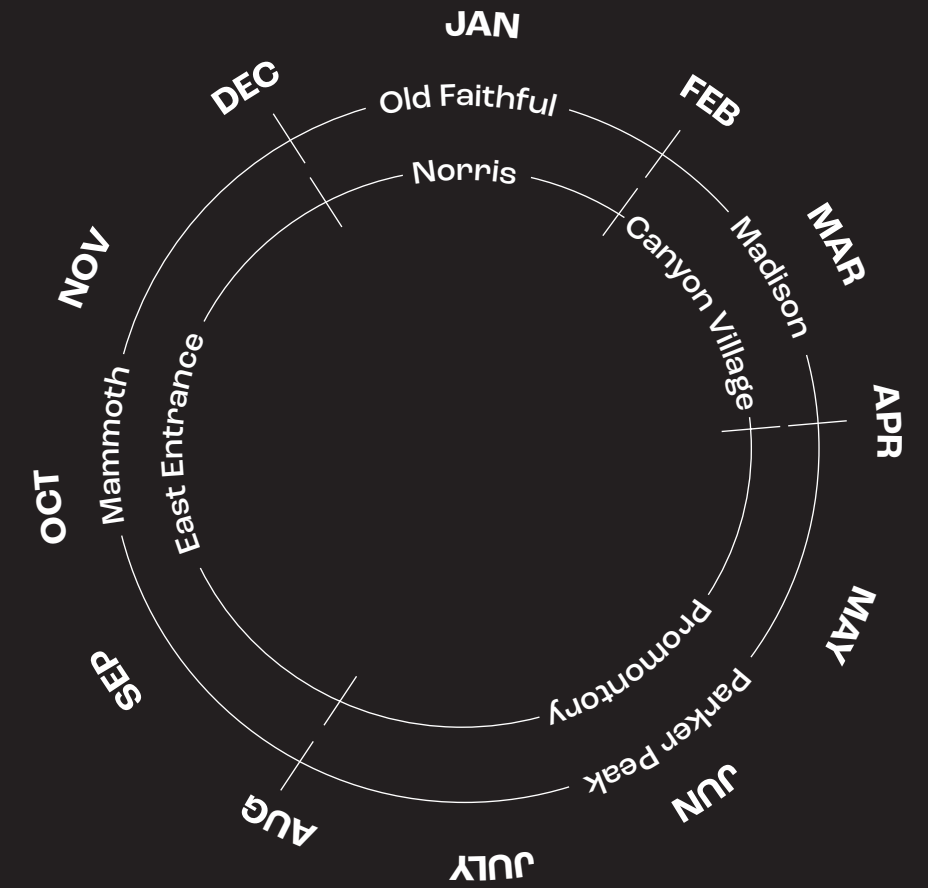 JAN
FEB
MAR
APR
MAY
JUN
JULY
AUG
SEP
OCT
NOV
DEC
Old Faithful
Madison
Parker Peak
Mammoth
Norris
Canyon Village
Promontory
East Entrance